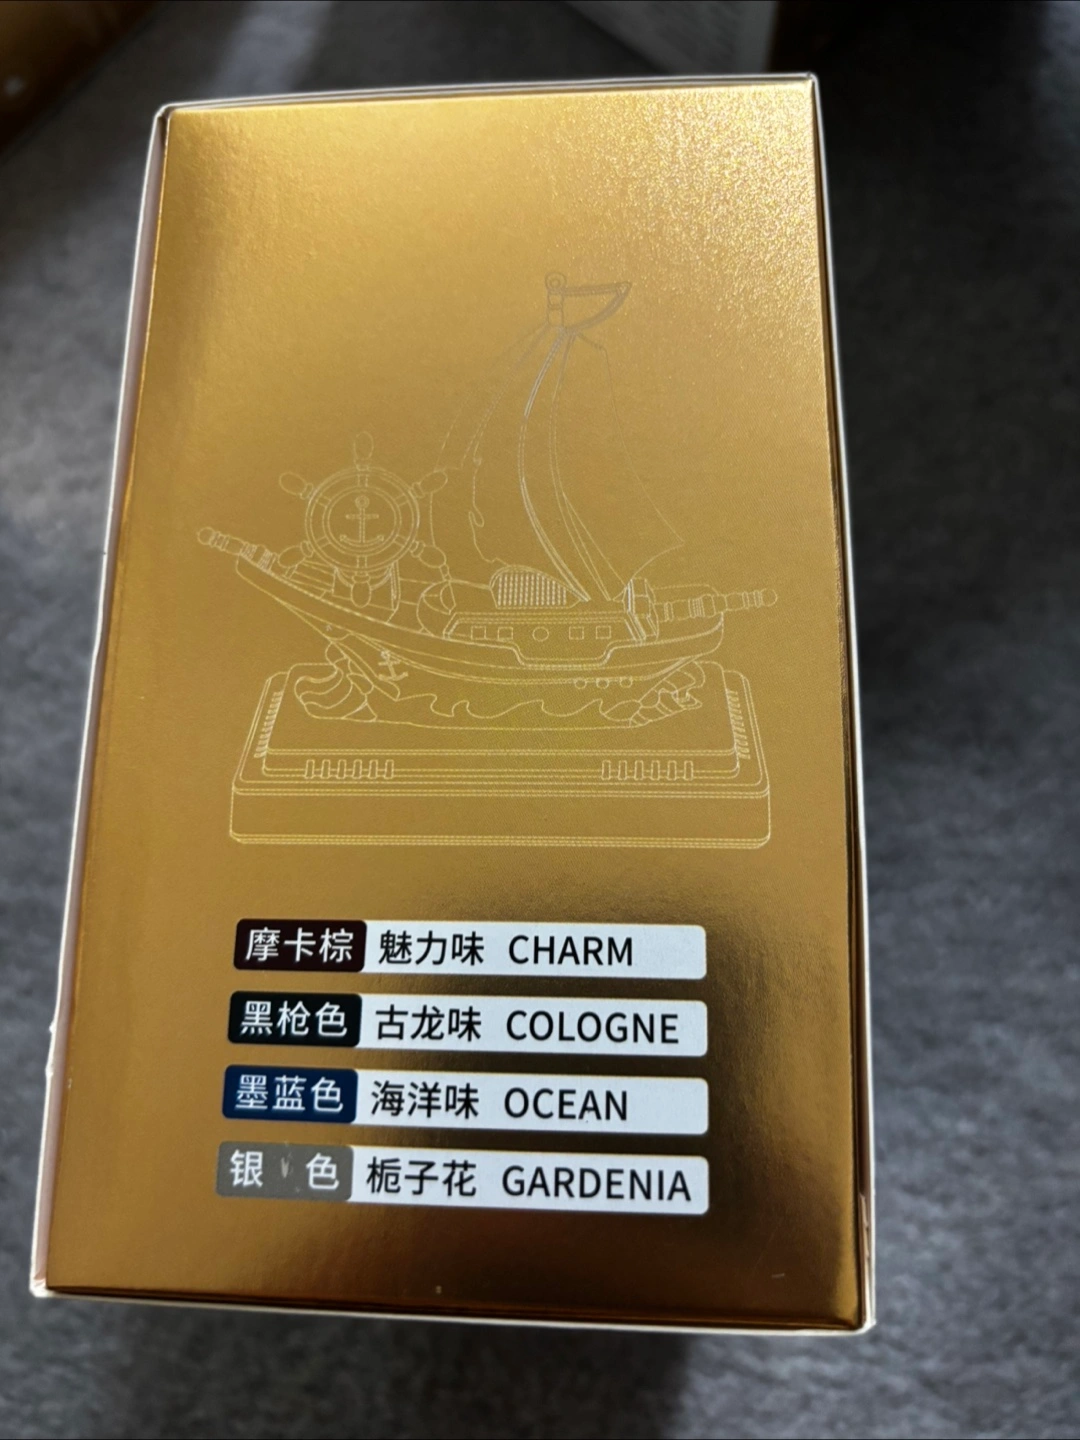 摩卡棕 魅力味 CHARM
黑枪色 古龙味 COLOGNE
墨蓝色 海洋味 OCEAN
银 色 栀子花 GARDENIA